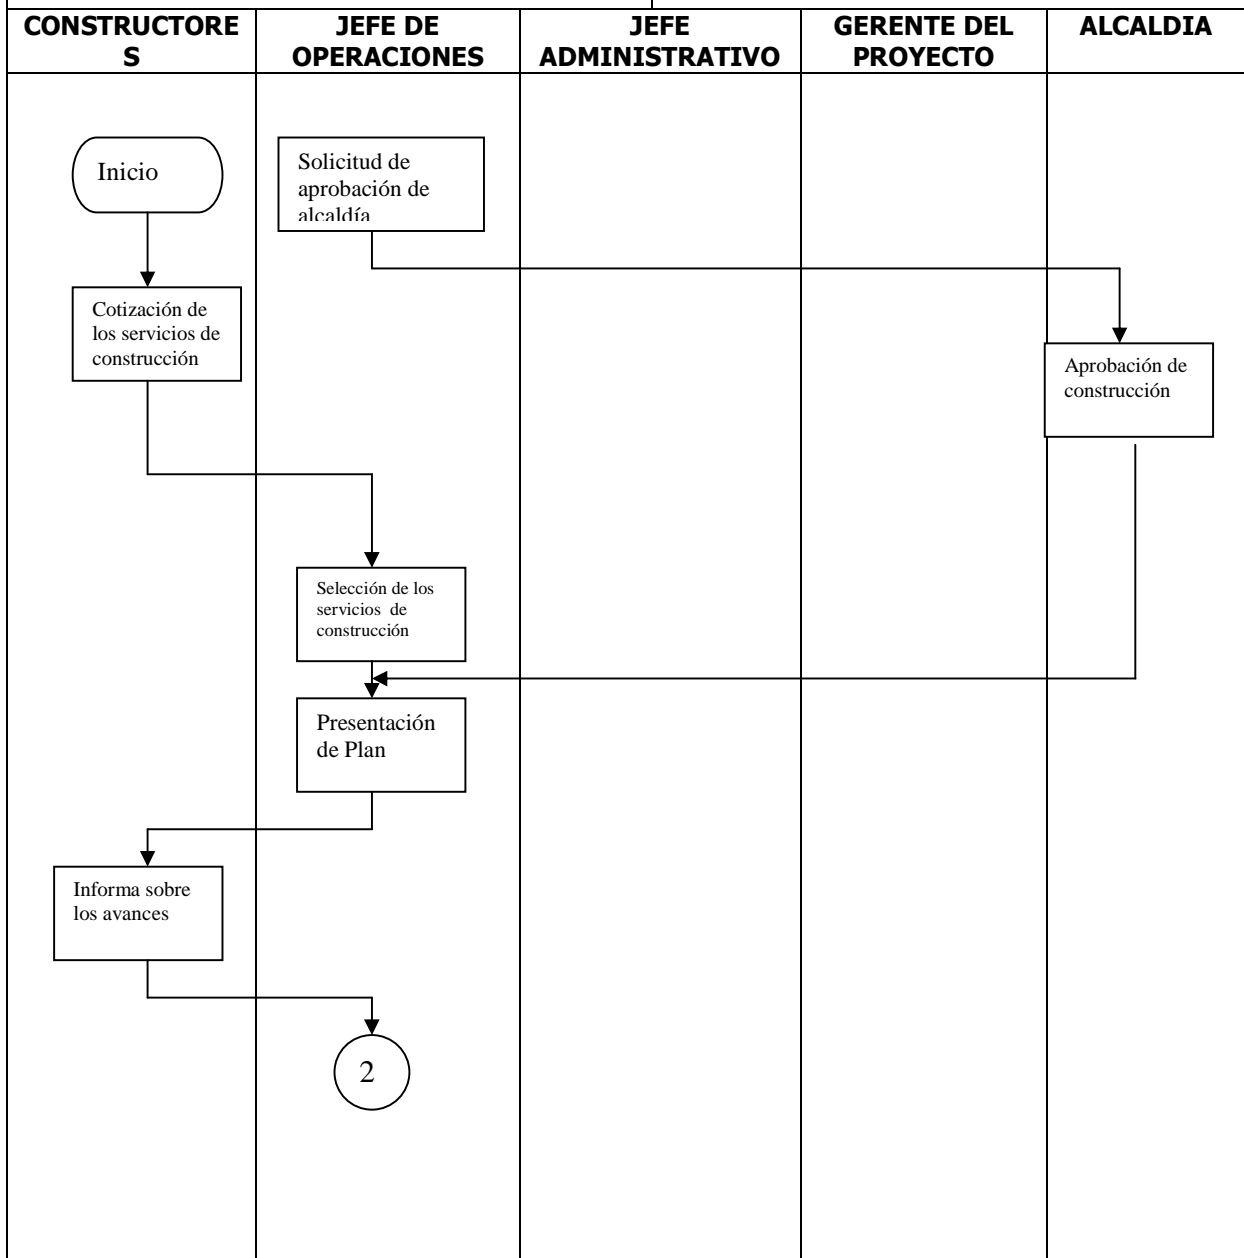 CONSTRUCTORE
S
JEFE DE
OPERACIONES
JEFE
ADMINISTRATIVO
GERENTE DEL
PROYECTO
ALCALDIA
Inicio
Solicitud de
aprobación de
alcaldía
Cotización de
los servicios de
construcción
Aprobación de
construcción
Selección de los
servicios de
construcción
Presentación
de Plan
Informa sobre
los avances
2